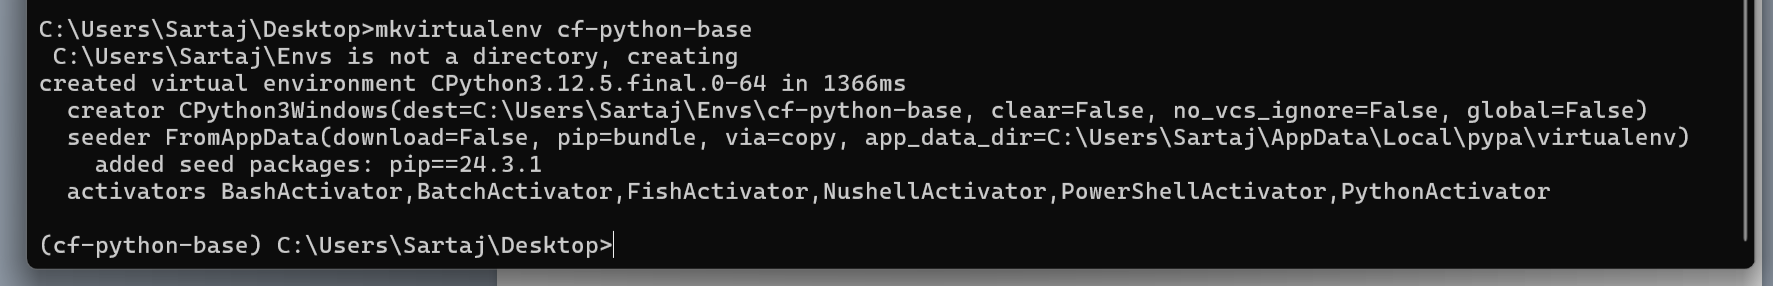 C:\Users\Sartaj\Desktop>mkvirtualenv cf-python-base
 C:\Users\Sartaj\Envs is not a directory, creating
created virtual environment CPython3.12.5.final.0-64 in 1366ms
  creator CPython3Windows(dest=C:\Users\Sartaj\Envs\cf-python-base, clear=False, no_vcs_ignore=False, global=False)
  seeder FromAppData(download=False, pip=bundle, via=copy, app_data_dir=C:\Users\Sartaj\AppData\Local\pypa\virtualenv)
    added seed packages: pip==24.3.1
  activators BashActivator,BatchActivator,FishActivator,NushellActivator,PowerShellActivator,PythonActivator
(cf-python-base) C:\Users\Sartaj\Desktop>